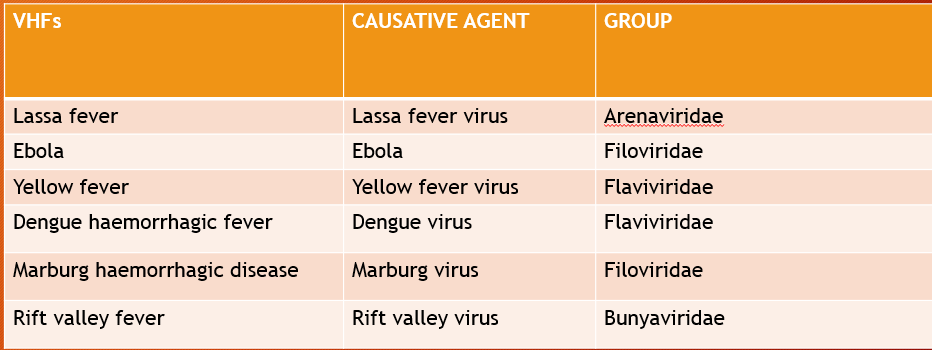 VHFs CAUSATIVE AGENT GROUP
Lassa fever Lassa fever virus Arenaviridae
Ebola Ebola Filoviridae
Yellow fever Yellow fever virus Flaviviridae
Dengue haemorrhagic fever Dengue virus Flaviviridae
Marburg haemorrhagic disease Marburg virus Filoviridae
Rift valley fever Rift valley virus Bunyaviridae